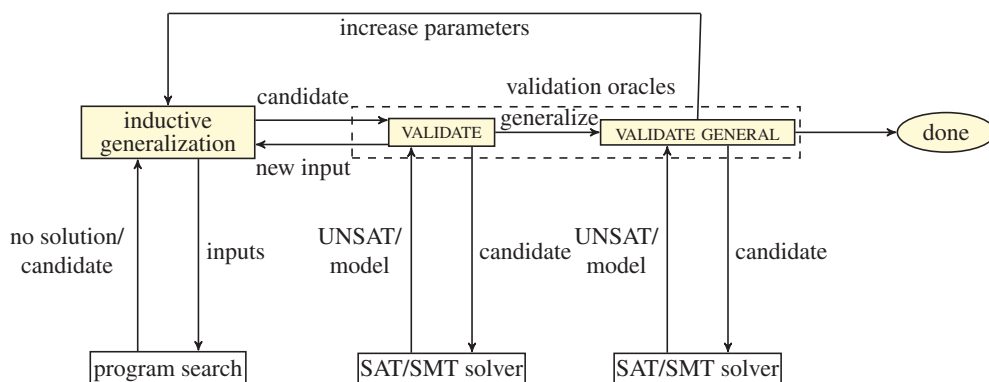 increase parameters
validation oracles
candidate
generalize
inductive
generalization
VALIDATE
VALIDATE GENERAL
done
new input
no solution/
candidate
inputs
UNSAT/
model
candidate
UNSAT/
model
candidate
program search
SAT/SMT solver
SAT/SMT solver